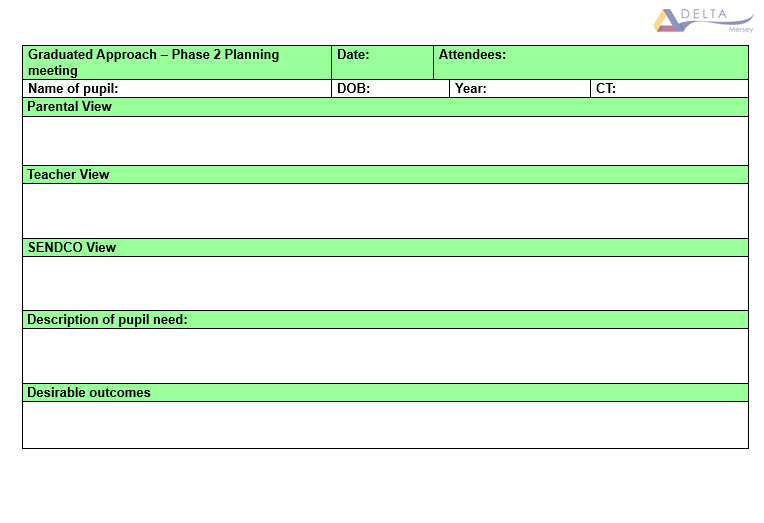 DELTA
Mersey
Graduated Approach – Phase 2 Planning
meeting
Date:
Attendees:
Name of pupil:
DOB:
Year:
CT:
Parental View
Teacher View
SENDCO View
Description of pupil need:
Desirable outcomes